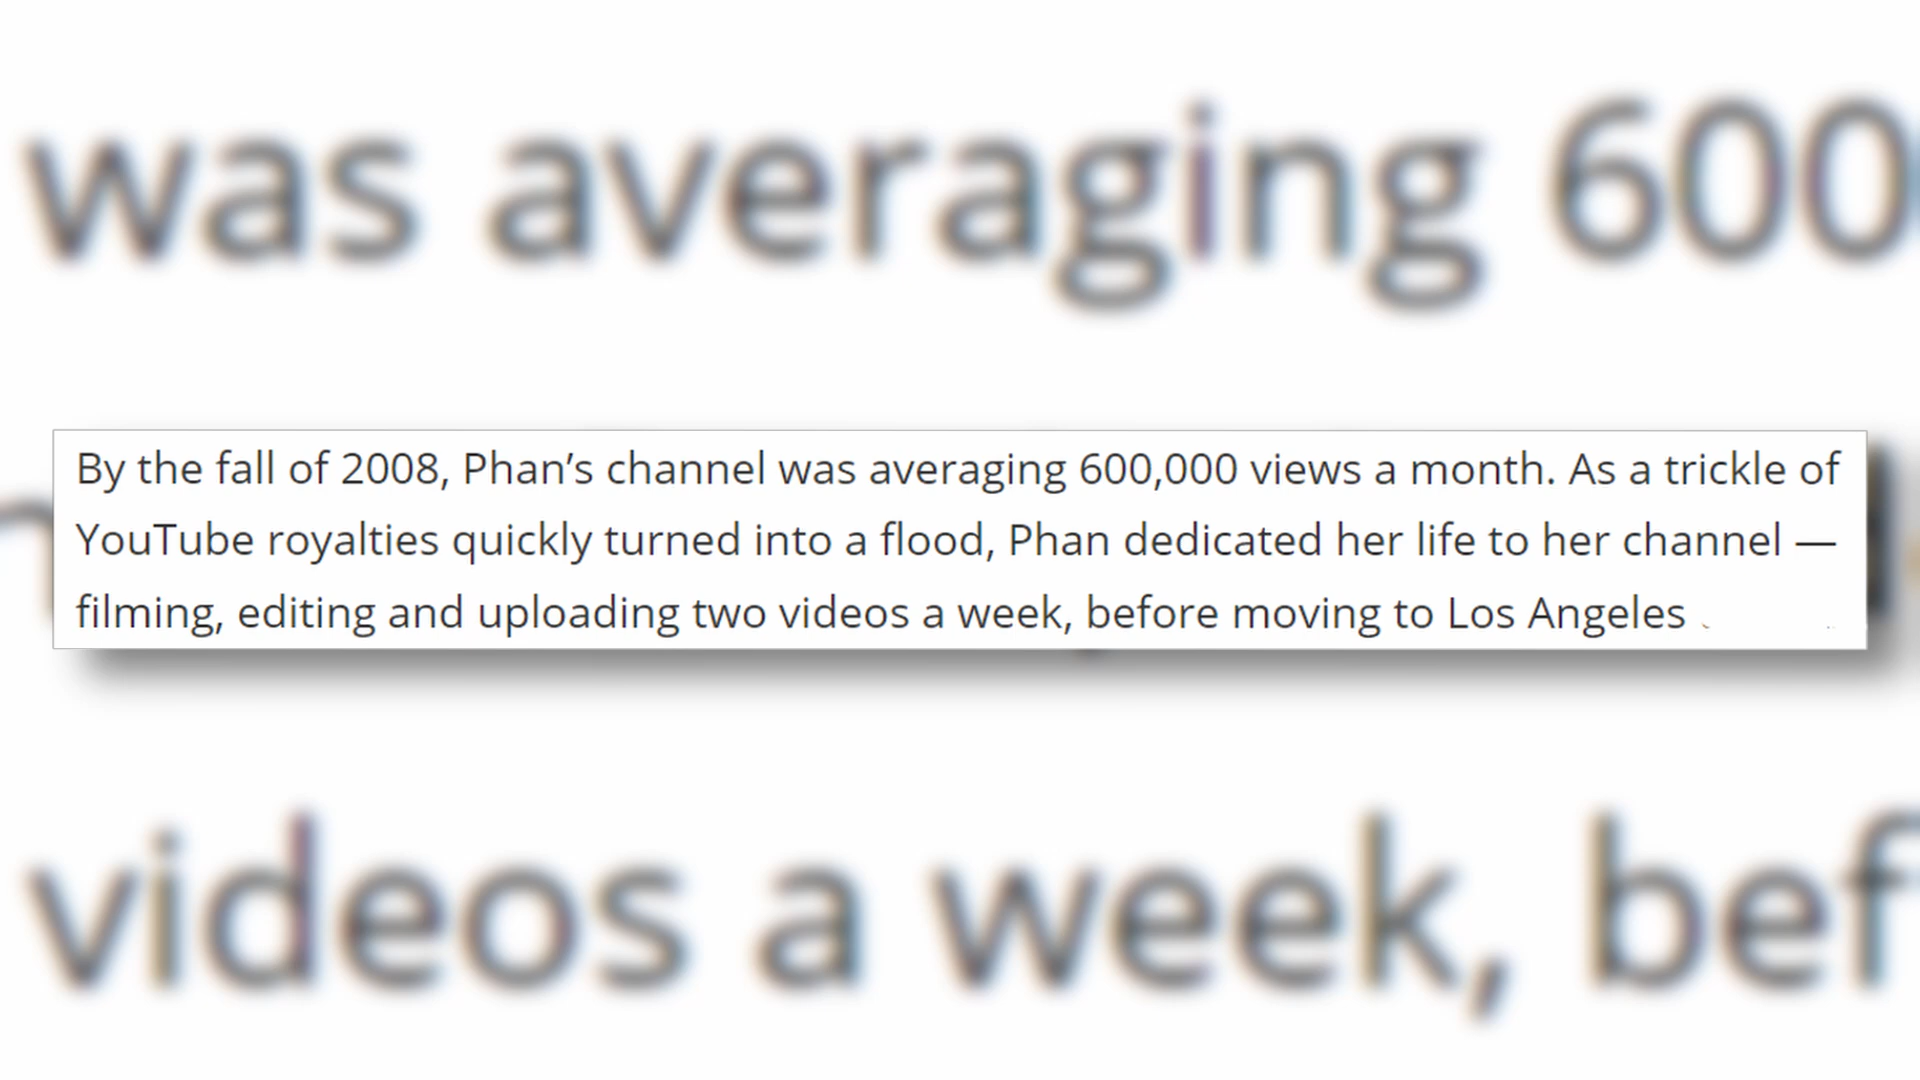 was averaging 600
By the fall of 2008, Phan’s channel was averaging 600,000 views a month. As a trickle of
YouTube royalties quickly turned into a flood, Phan dedicated her life to her channel —
filming, editing and uploading two videos a week, before moving to Los Angeles
videos a week, bef